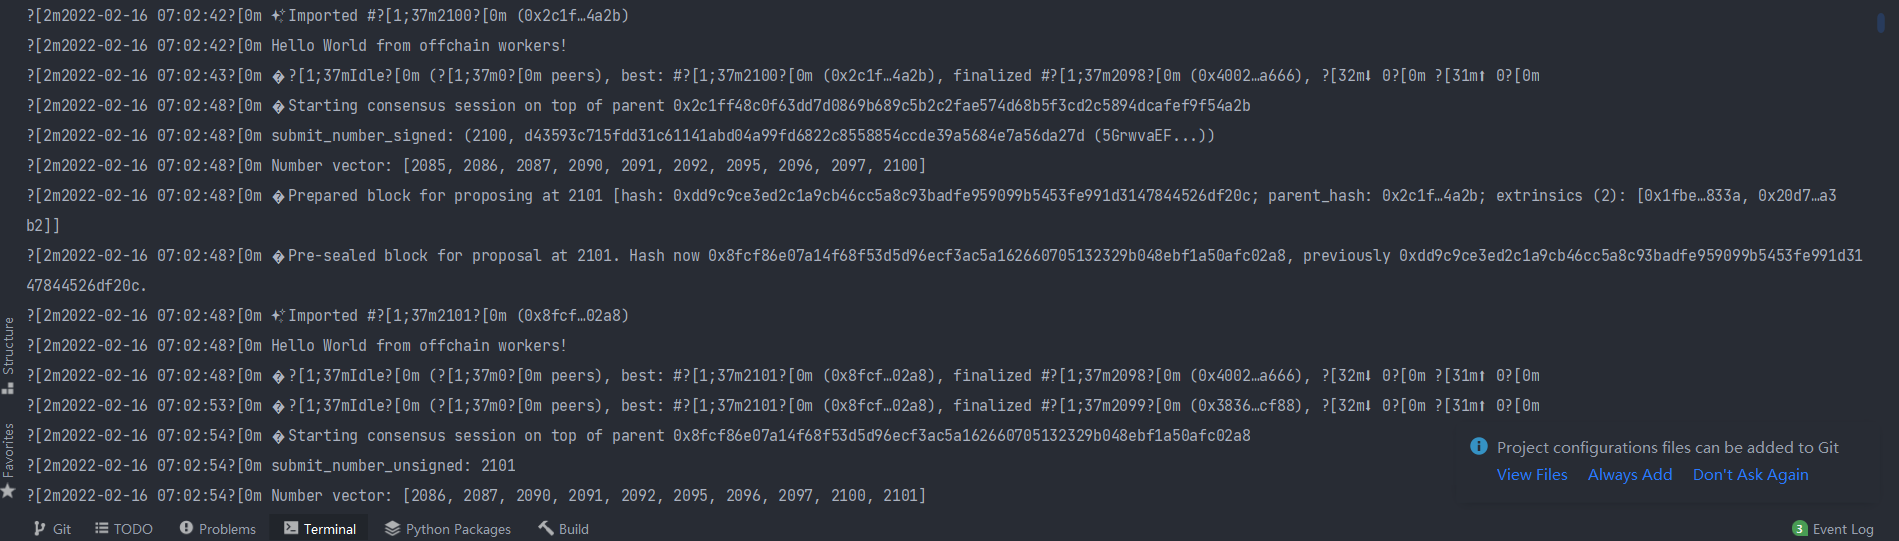 ?[2m2022-02-16 07:02:42?[0m ✨Imported #?[1;37m2100?[0m (0x2c1f…4a2b)
?[2m2022-02-16 07:02:42?[0m Hello World from offchain workers!
?[2m2022-02-16 07:02:43?[0m �?[1;37mIdle?[0m (?[1;37m0?[0m peers), best: #?[1;37m2100?[0m (0x2c1f…4a2b), finalized #?[1;37m2098?[0m (0x4002…a666), ?[32m⬇ 0?[0m ?[31m⬆ 0?[0m
?[2m2022-02-16 07:02:48?[0m �Starting consensus session on top of parent 0x2c1ff48c0f63dd7d0869b689c5b2c2fae574d68b5f3cd2c5894dcafef9f54a2b
?[2m2022-02-16 07:02:48?[0m submit_number_signed: (2100, d43593c715fdd31c61141abd04a99fd6822c8558854ccde39a5684e7a56da27d (5GrwvaEF...))
?[2m2022-02-16 07:02:48?[0m Number vector: [2085, 2086, 2087, 2090, 2091, 2092, 2095, 2096, 2097, 2100]
?[2m2022-02-16 07:02:48?[0m �Prepared block for proposing at 2101 [hash: 0xdd9c9ce3ed2c1a9cb46cc5a8c93badfe959099b5453fe991d3147844526df20c; parent_hash: 0x2c1f…4a2b; extrinsics (2): [0x1fbe…833a, 0x20d7…a3
b2]]
?[2m2022-02-16 07:02:48?[0m �Pre-sealed block for proposal at 2101. Hash now 0x8fcf86e07a14f68f53d5d96ecf3ac5a162660705132329b048ebf1a50afc02a8, previously 0xdd9c9ce3ed2c1a9cb46cc5a8c93badfe959099b5453fe991d31
47844526df20c.
?[2m2022-02-16 07:02:48?[0m ✨Imported #?[1;37m2101?[0m (0x8fcf…02a8)
?[2m2022-02-16 07:02:48?[0m Hello World from offchain workers!
?[2m2022-02-16 07:02:48?[0m �?[1;37mIdle?[0m (?[1;37m0?[0m peers), best: #?[1;37m2101?[0m (0x8fcf…02a8), finalized #?[1;37m2098?[0m (0x4002…a666), ?[32m⬇ 0?[0m ?[31m⬆ 0?[0m
?[2m2022-02-16 07:02:53?[0m �?[1;37mIdle?[0m (?[1;37m0?[0m peers), best: #?[1;37m2101?[0m (0x8fcf…02a8), finalized #?[1;37m2099?[0m (0x3836…cf88), ?[32m⬇ 0?[0m ?[31m⬆ 0?[0m
?[2m2022-02-16 07:02:54?[0m �Starting consensus session on top of parent 0x8fcf86e07a14f68f53d5d96ecf3ac5a162660705132329b048ebf1a50afc02a8
?[2m2022-02-16 07:02:54?[0m submit_number_unsigned: 2101
?[2m2022-02-16 07:02:54?[0m Number vector: [2086, 2087, 2090, 2091, 2092, 2095, 2096, 2097, 2100, 2101]
Structure
Favorites
Project configurations files can be added to Git
View Files Always Add Don't Ask Again
Git TODO Problems Terminal Python Packages Build 3 Event Log